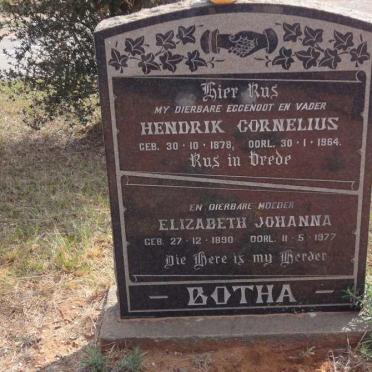 Hier Rus
MY DIERBARE EGGENOOT EN VADER
HENDRIK CORNELIUS
GEB. 30 · 10 · 1878, OORL. 30 · 1 · 1964.
Rus in Vrede
EN DIERBARE MOEDER
ELIZABETH JOHANNA
GEB. 27 · 12 · 1890 OORL. 11 · 5 · 1977
Die Here is my Herder
— BOTHA —